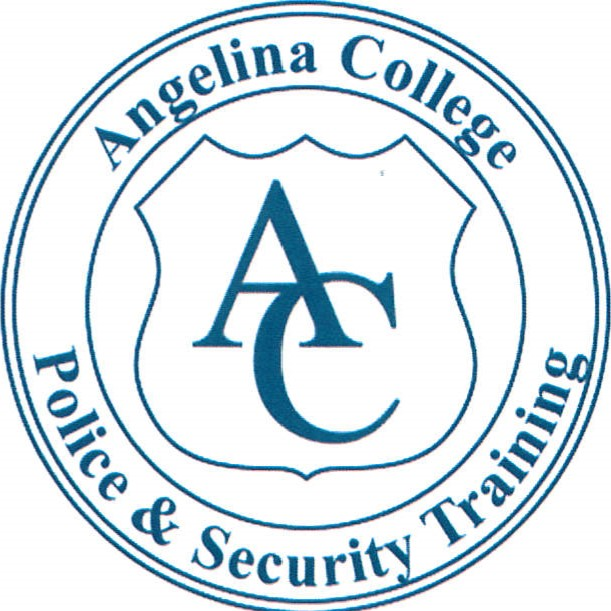 Angelina College
AC
Police & Security Training